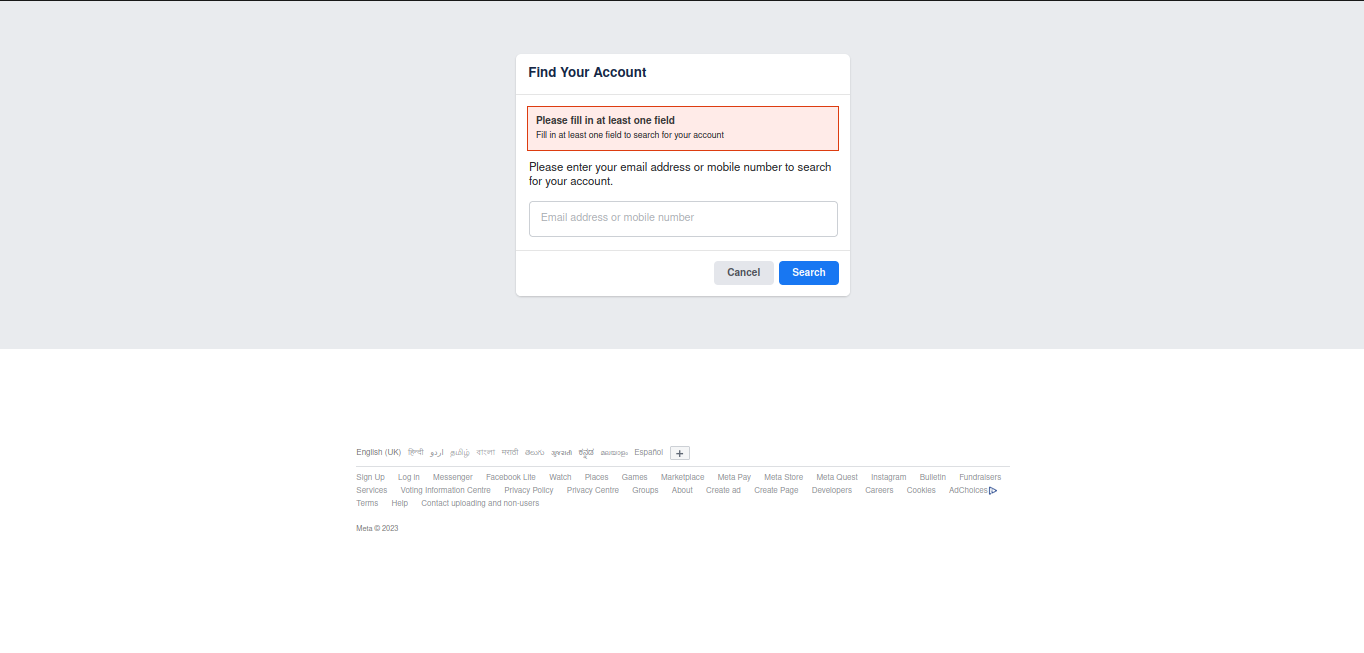 Find Your Account
Please fill in at least one field
Fill in at least one field to search for your account
Please enter your email address or mobile number to search
for your account.
Email address or mobile number
Cancel Search
English (UK) हिन्दी اردو தமிழ் বাংলা मराठी తెలుగు ગુજરાતી ಕನ್ನಡ മലയാളം Español +
Sign Up Log in Messenger Facebook Lite Watch Places Games Marketplace Meta Pay Meta Store Meta Quest Instagram Bulletin Fundraisers
Services Voting Information Centre Privacy Policy Privacy Centre Groups About Create ad Create Page Developers Careers Cookies AdChoices
Terms Help Contact uploading and non-users
Meta © 2023